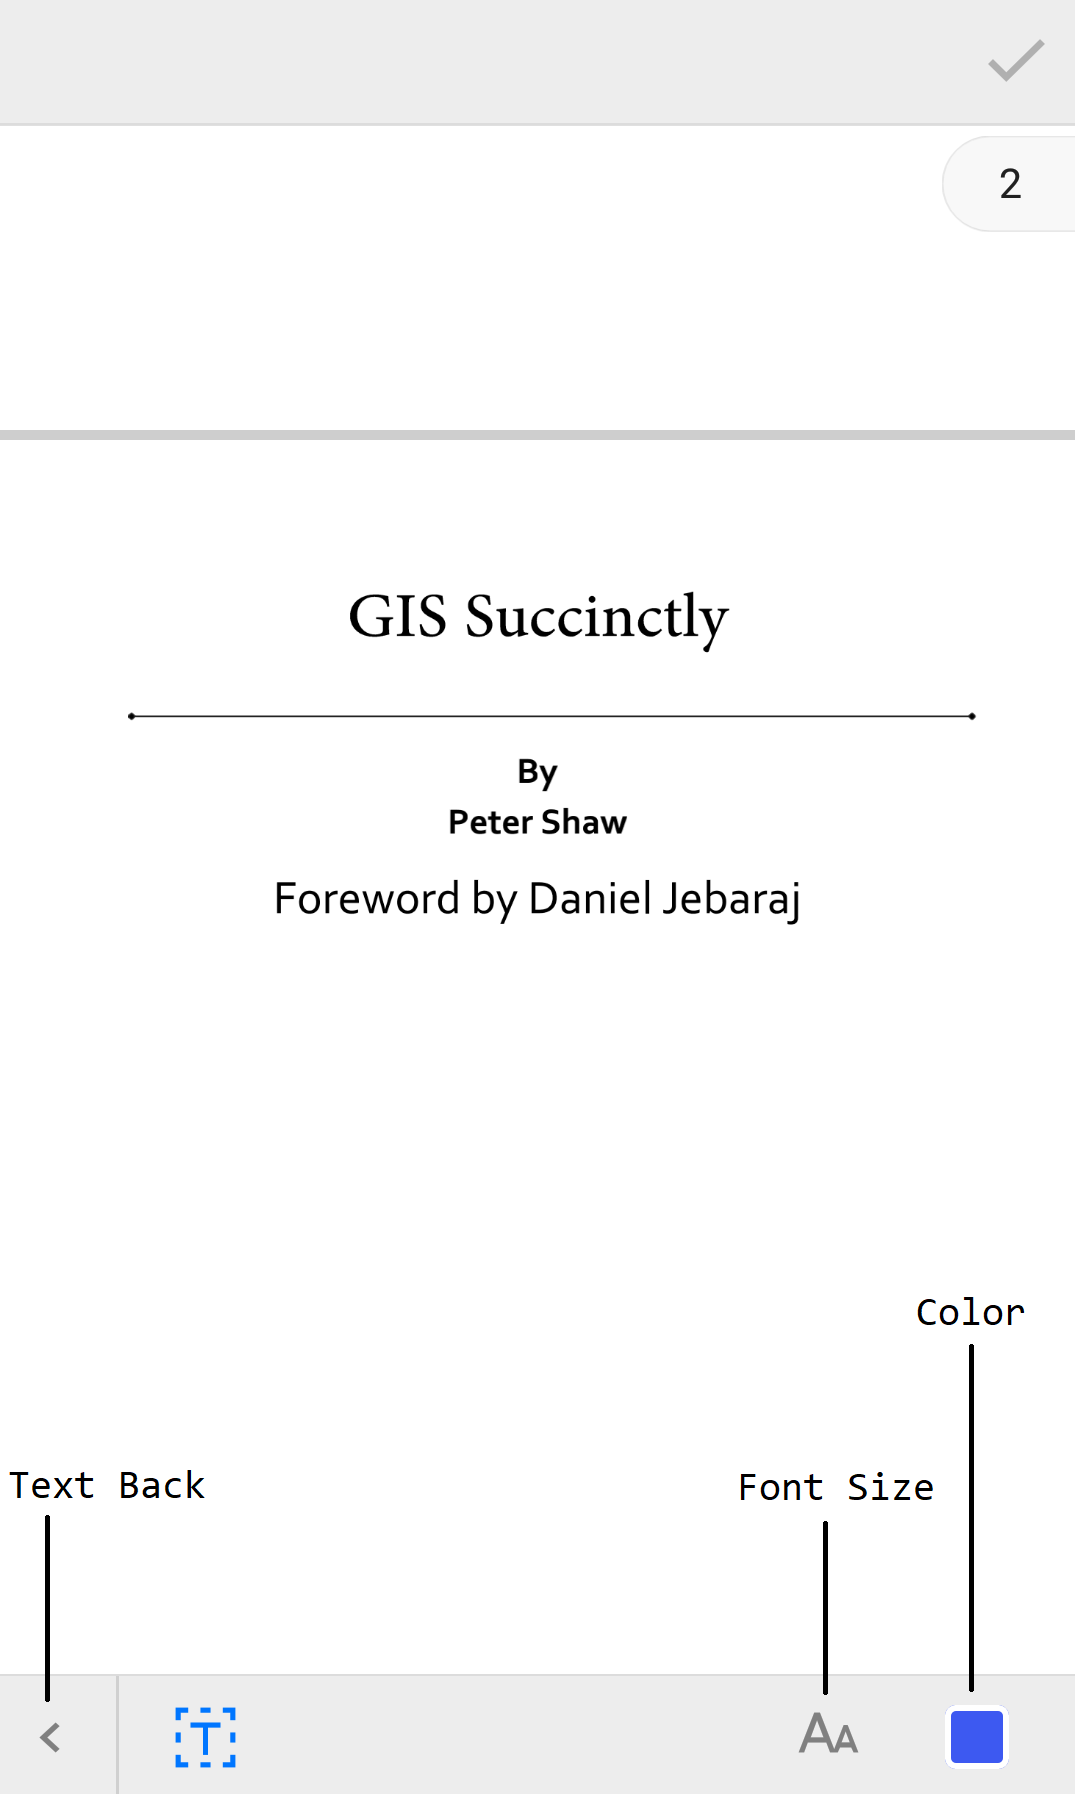 2
GIS Succinctly
By
Peter Shaw
Foreword by Daniel Jebaraj
Color
Text Back
Font Size
T
AA